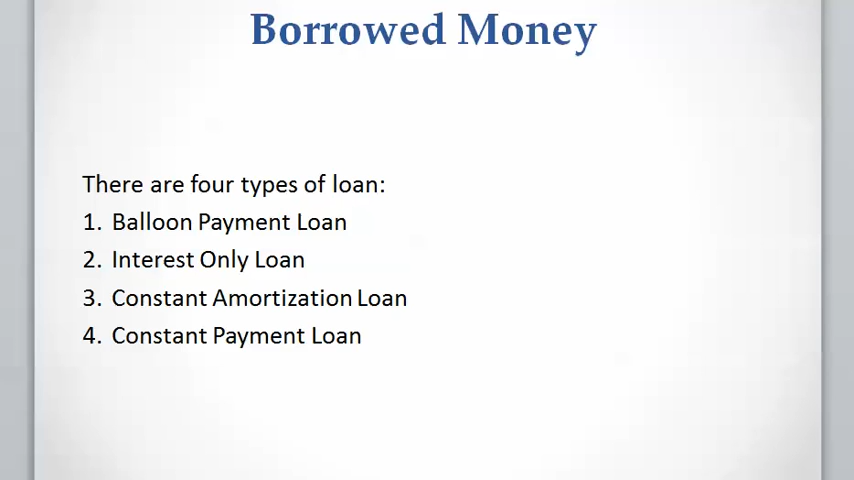 Borrowed Money
There are four types of loan:
1. Balloon Payment Loan
2. Interest Only Loan
3. Constant Amortization Loan
4. Constant Payment Loan